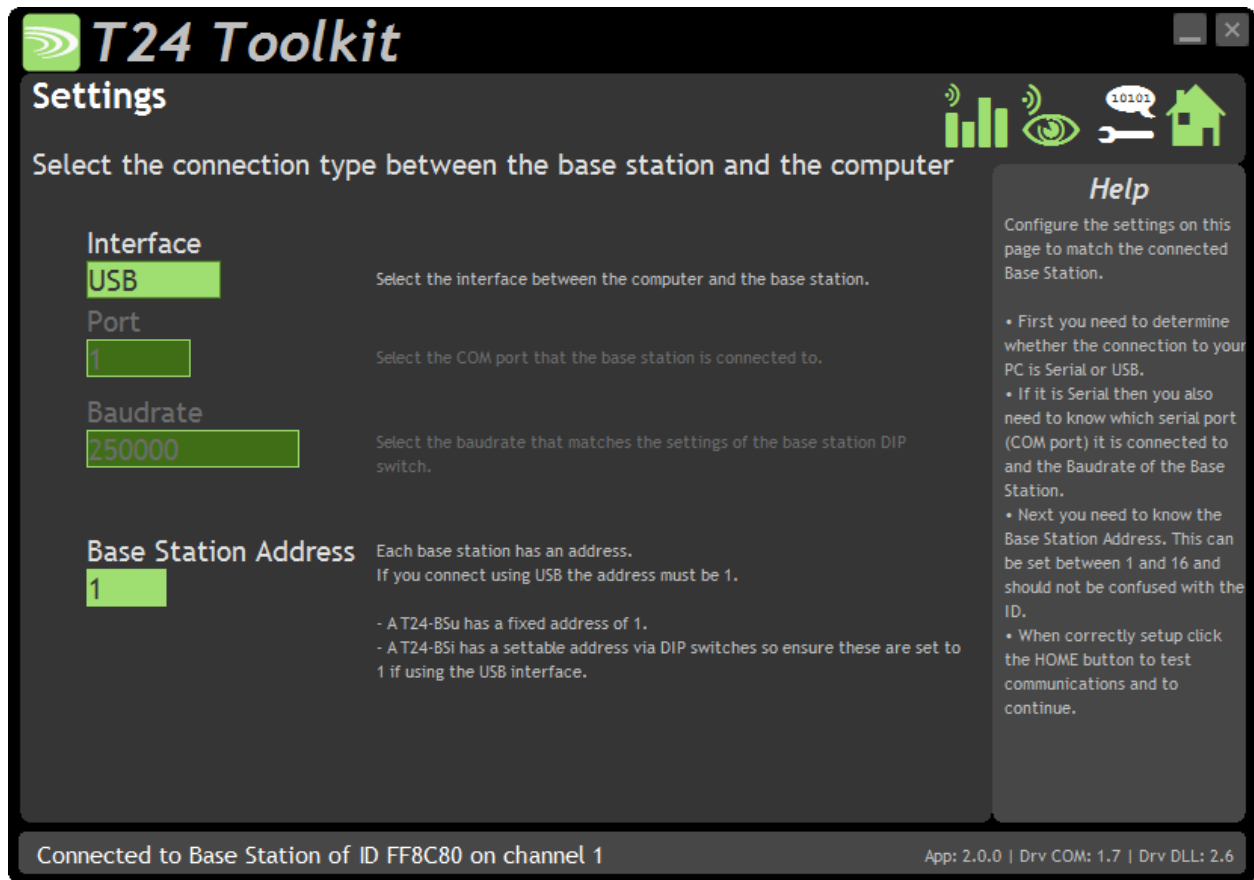 T24 Toolkit
Settings
10101
Select the connection type between the base station and the computer
Interface
USB
Select the interface between the computer and the base station.
Port
1
Select the COM port that the base station is connected to.
Baudrate
250000
Select the baudrate that matches the settings of the base station DIP
switch.
Base Station Address
1
Each base station has an address.
If you connect using USB the address must be 1.
- A T24-BSu has a fixed address of 1.
- A T24-BSi has a settable address via DIP switches so ensure these are set to
1 if using the USB interface.
Help
Configure the settings on this
page to match the connected
Base Station.
• First you need to determine
whether the connection to your
PC is Serial or USB.
• If it is Serial then you also
need to know which serial port
(COM port) it is connected to
and the Baudrate of the Base
Station.
• Next you need to know the
Base Station Address. This can
be set between 1 and 16 and
should not be confused with the
ID.
• When correctly setup click
the HOME button to test
communications and to
continue.
Connected to Base Station of ID FF8C80 on channel 1
App: 2.0.0 | Drv COM: 1.7 | Drv DLL: 2.6